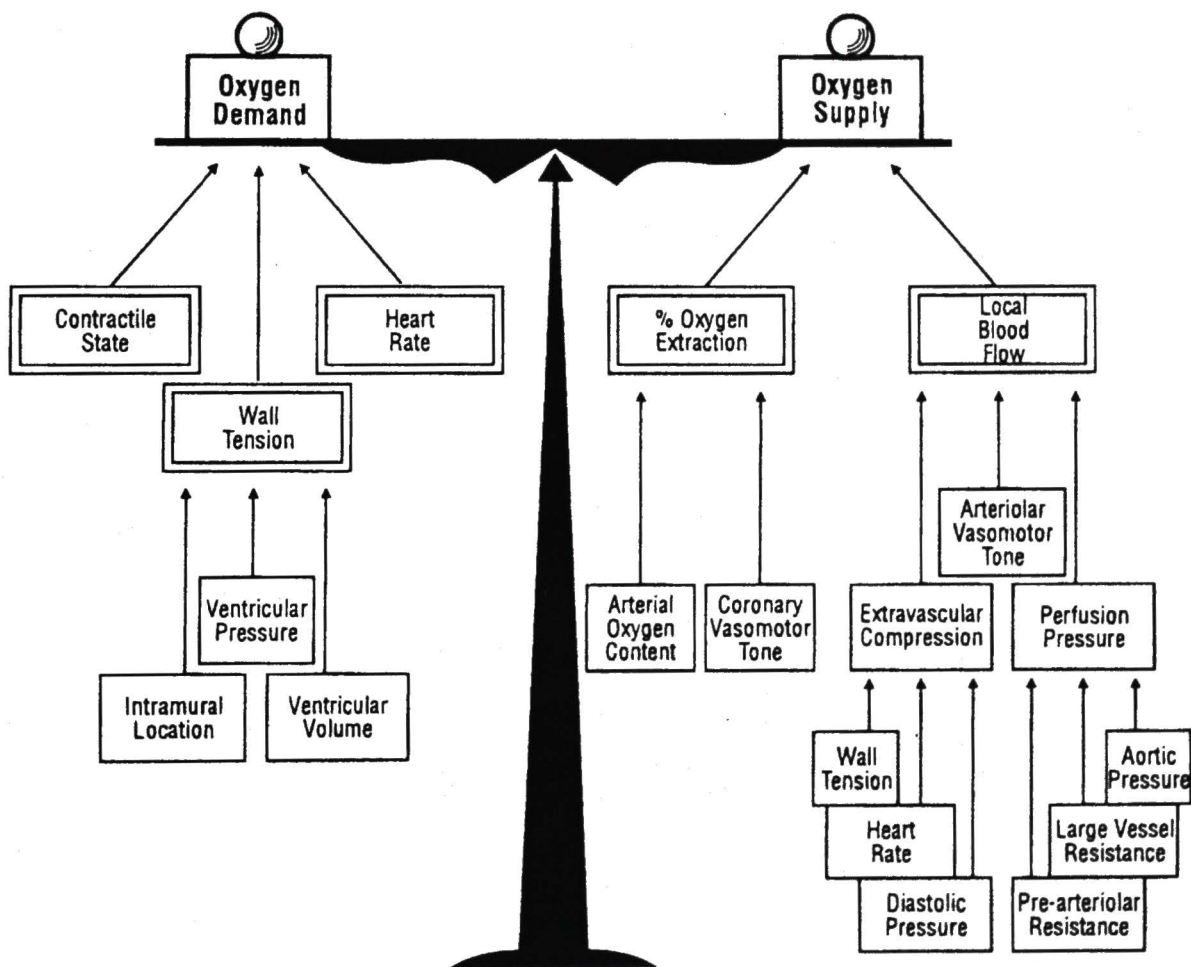 Oxygen
Demand
Oxygen
Supply
Contractile
State
Heart
Rate
% Oxygen
Extraction
Local
Blood
Flow
Wall
Tension
Arteriolar
Vasomotor
Tone
Ventricular
Pressure
Arterial
Oxygen
Content
Coronary
Vasomotor
Tone
Extravascular
Compression
Perfusion
Pressure
Intramural
Location
Ventricular
Volume
Wall
Tension
Aortic
Pressure
Heart
Rate
Large Vessel
Resistance
Diastolic
Pressure
Pre-arteriolar
Resistance